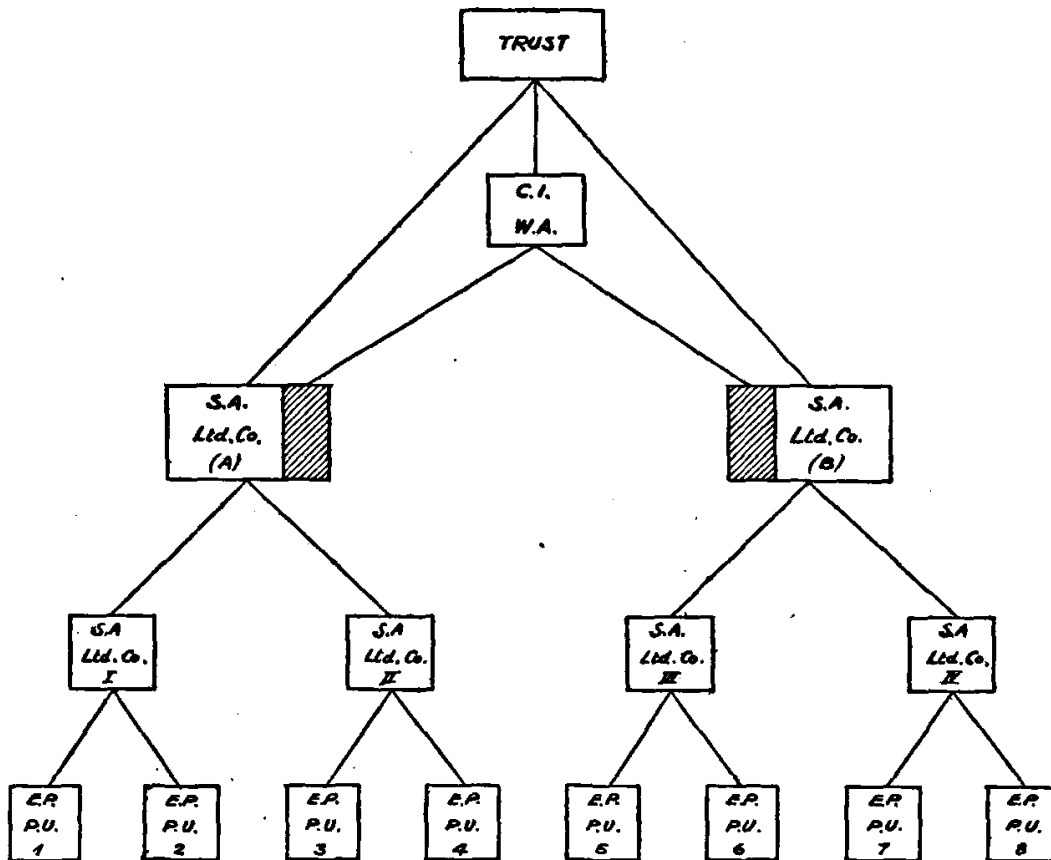 TRUST
C.I.
W.A.
S.A.
Ltd. Co.
(A)
S.A.
Ltd. Co.
(B)
S.A
Ltd. Co.
I
S.A
Ltd. Co.
II
S.A.
Ltd. Co.
III
S.A
Ltd. Co.
IV
E.P.
P.U.
1
E.P.
P.U.
2
E.P.
P.U.
3
E.P.
P.U.
4
E.P.
P.U.
5
E.P.
P.U.
6
E.P.
P.U.
7
E.P.
P.U.
8